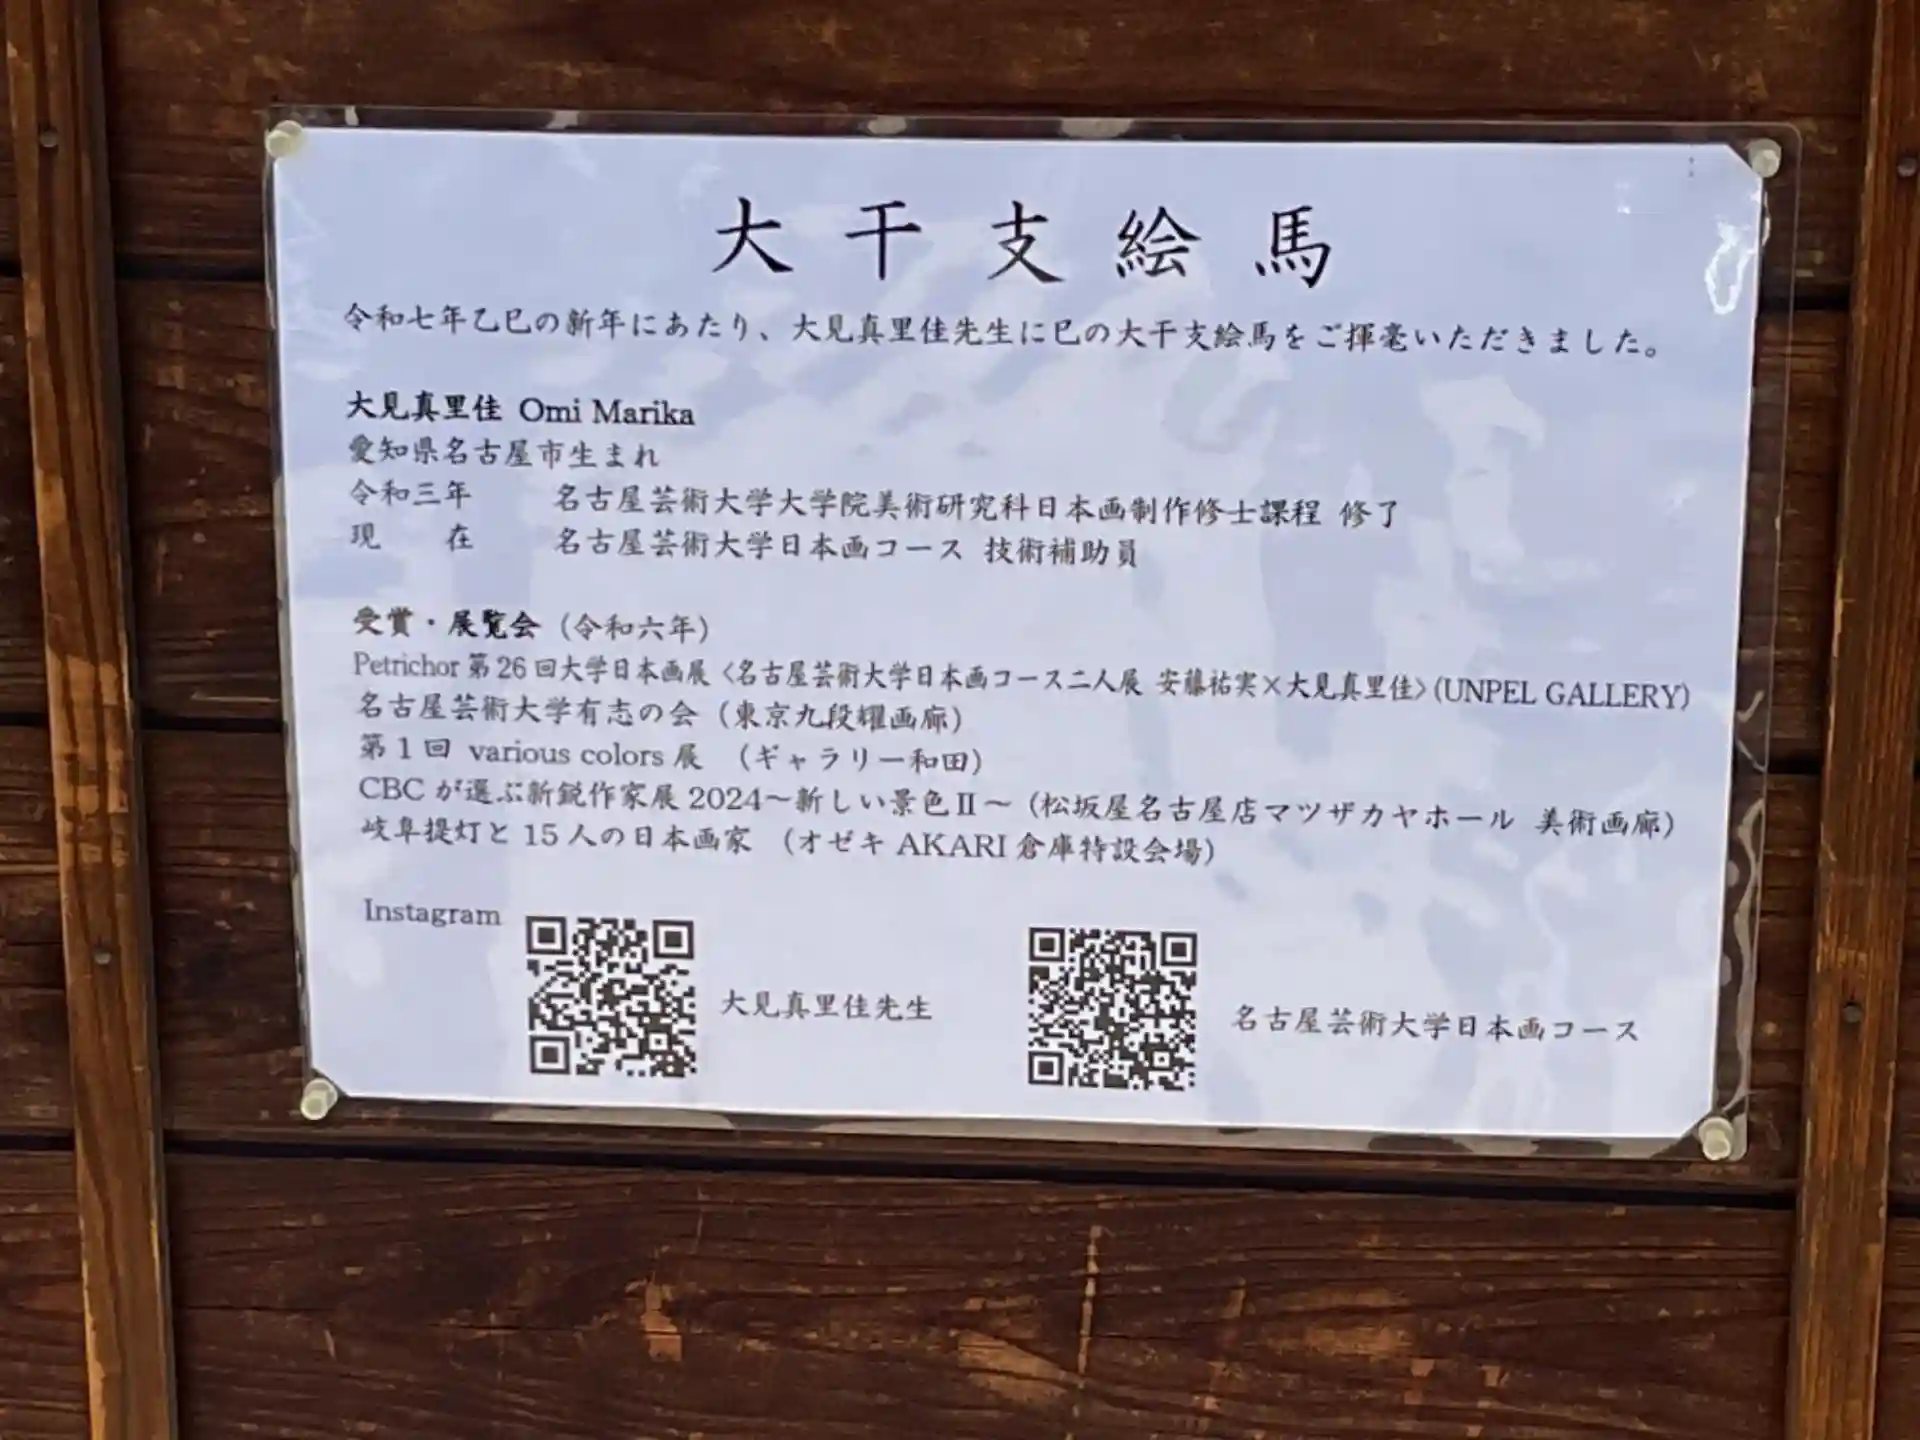 大干支絵馬
令和七年乙巳の新年にあたり、大見真里佳先生に巳の大干支絵馬をご揮毫いただきました。
大見真里佳 Omi Marika
愛知県名古屋市生まれ
令和三年 名古屋芸術大学大学院美術研究科日本画制作修士課程 修了
現 在 名古屋芸術大学日本画コース 技術補助員
受賞・展覧会（令和六年）
Petrichor 第26回大学日本画展〈名古屋芸術大学日本画コース二人展 安藤祐実×大見真里佳〉(UNPEL GALLERY)
名古屋芸術大学有志の会（東京九段耀画廊）
第1回 various colors 展 （ギャラリー和田）
CBC が選ぶ新鋭作家展 2024～新しい景色Ⅱ～（松坂屋名古屋店マツザカヤホール 美術画廊）
岐阜提灯と 15 人の日本画家 （オゼキ AKARI 倉庫特設会場）
Instagram
大見真里佳先生
名古屋芸術大学日本画コース